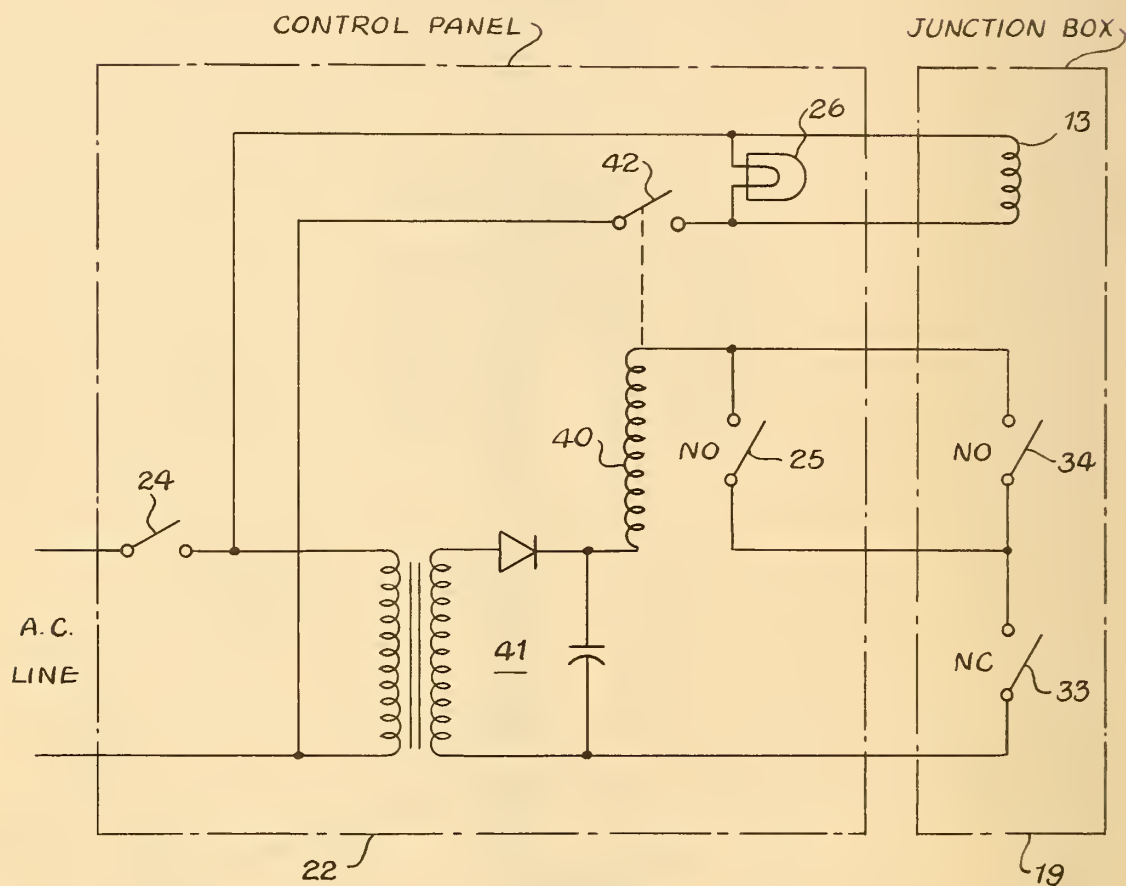 CONTROL PANEL
JUNCTION BOX
26
13
42
40
NO
25
NO
34
24
A.C.
LINE
41
NC
33
22
19